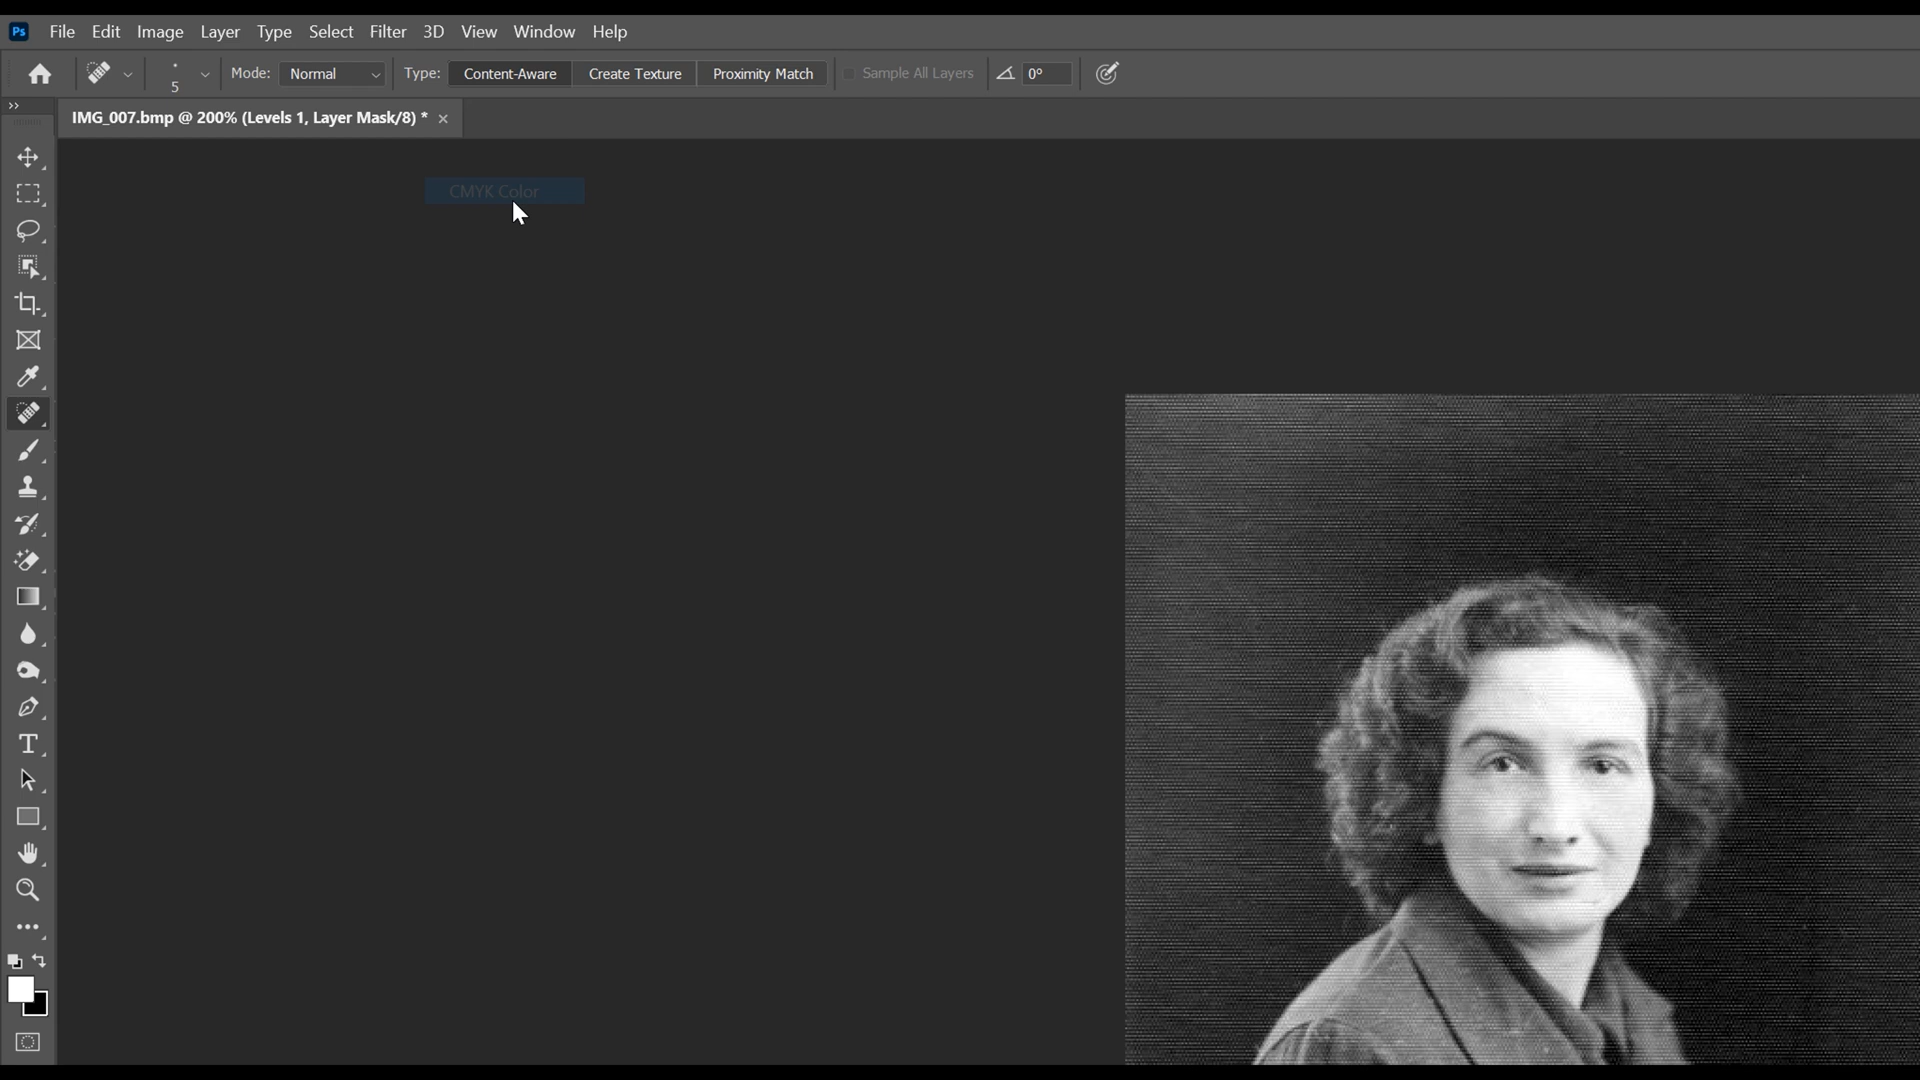 Ps File Edit Image Layer Type Select Filter 3D View Window Help
5 Mode: Normal Type: Content-Aware Create Texture Proximity Match Sample All Layers 0°
IMG_007.bmp @ 200% (Levels 1, Layer Mask/8) * ×
CMYK Color